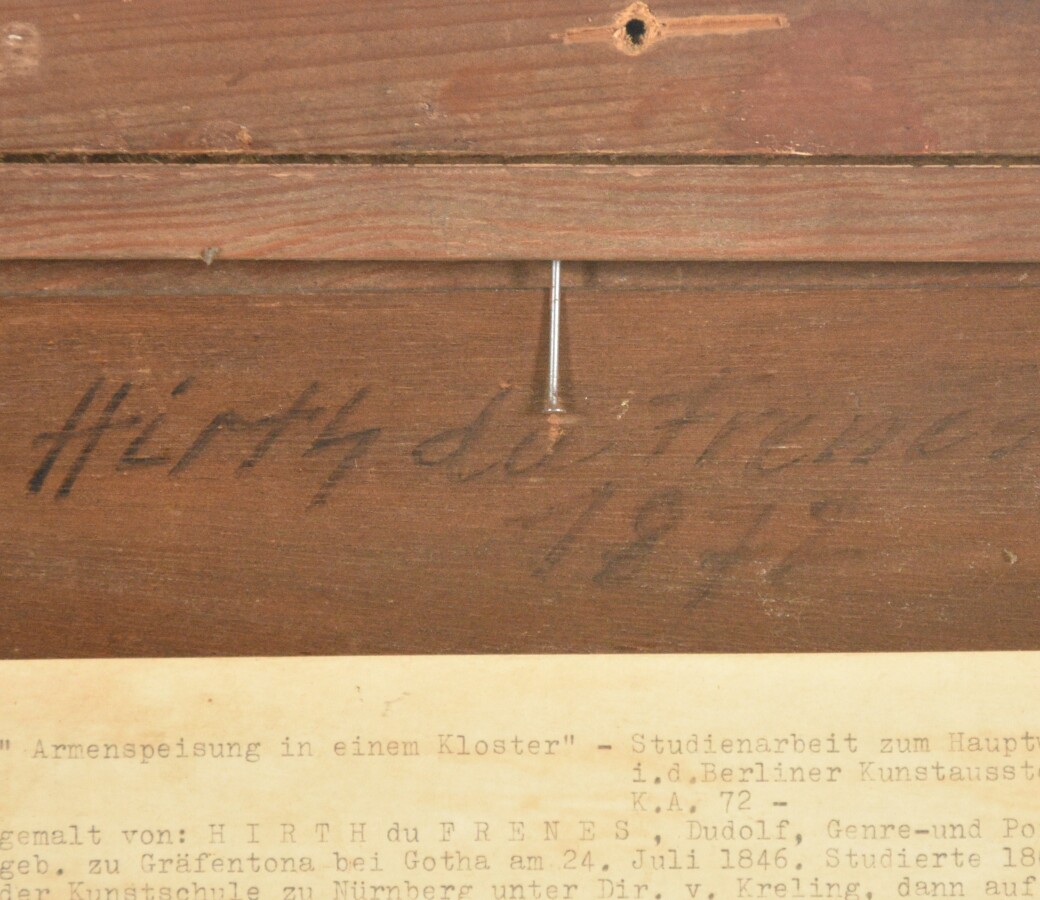 Hirth du Frenes
" Armenspeisung in einem Kloster" - Studienarbeit zum Hauptw
i.d.Berliner Kunstausste
K.A. 72 -
gemalt von: H I R T H du F R E N E S , Dudolf, Genre-und Po
geb. zu Gräfentona bei Gotha am 24. Juli 1846. Studierte 18
der Kunstschule zu Nürnberg unter Dir. v. Kreling, dann auf